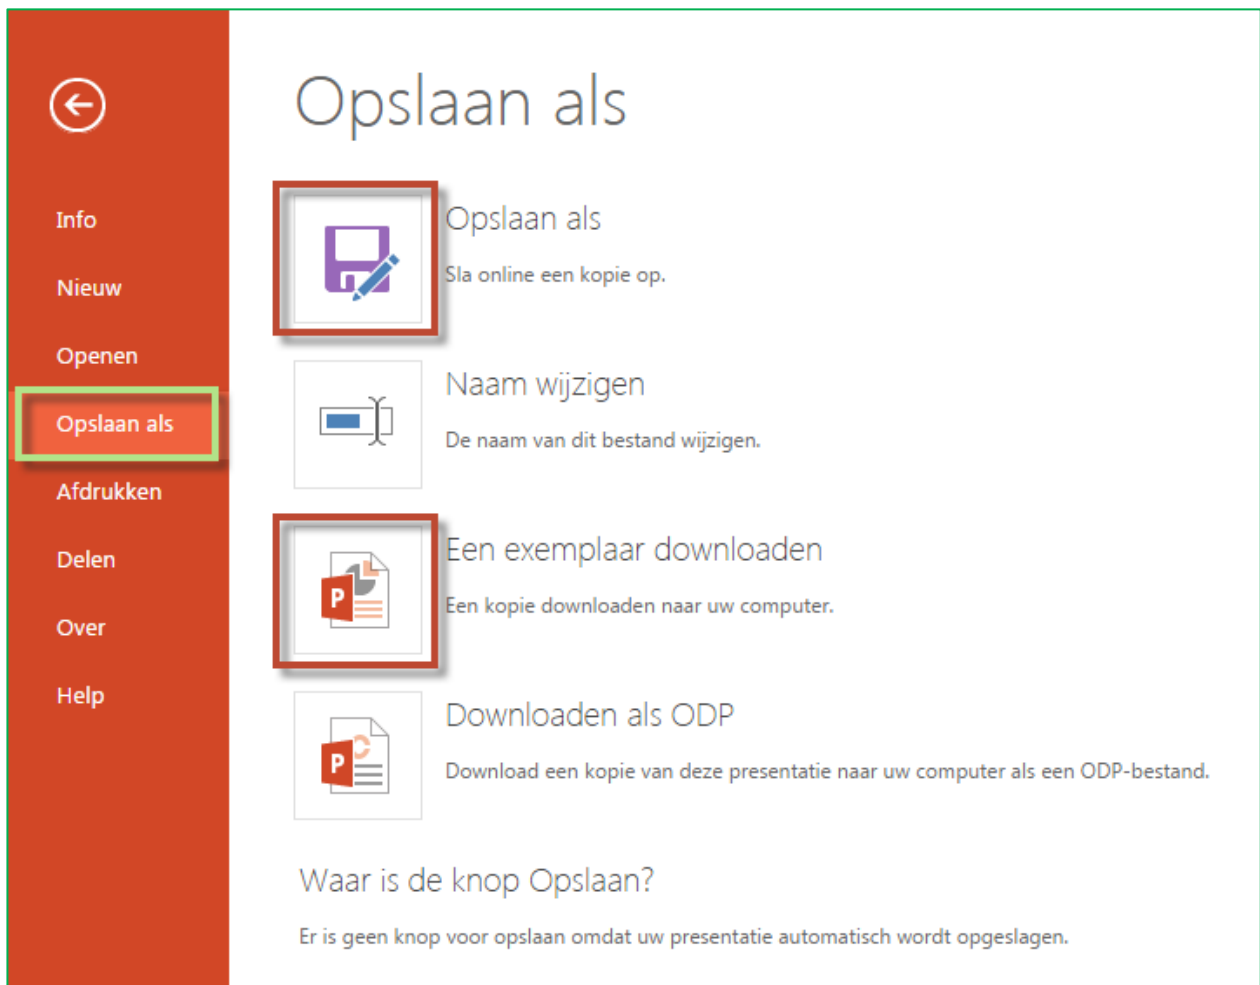 Opslaan als
Info
Nieuw
Openen
Opslaan als
Afdrukken
Delen
Over
Help
Opslaan als
Sla online een kopie op.
Naam wijzigen
De naam van dit bestand wijzigen.
Een exemplaar downloaden
Een kopie downloaden naar uw computer.
P
Downloaden als ODP
Download een kopie van deze presentatie naar uw computer als een ODP-bestand.
P
Waar is de knop Opslaan?
Er is geen knop voor opslaan omdat uw presentatie automatisch wordt opgeslagen.